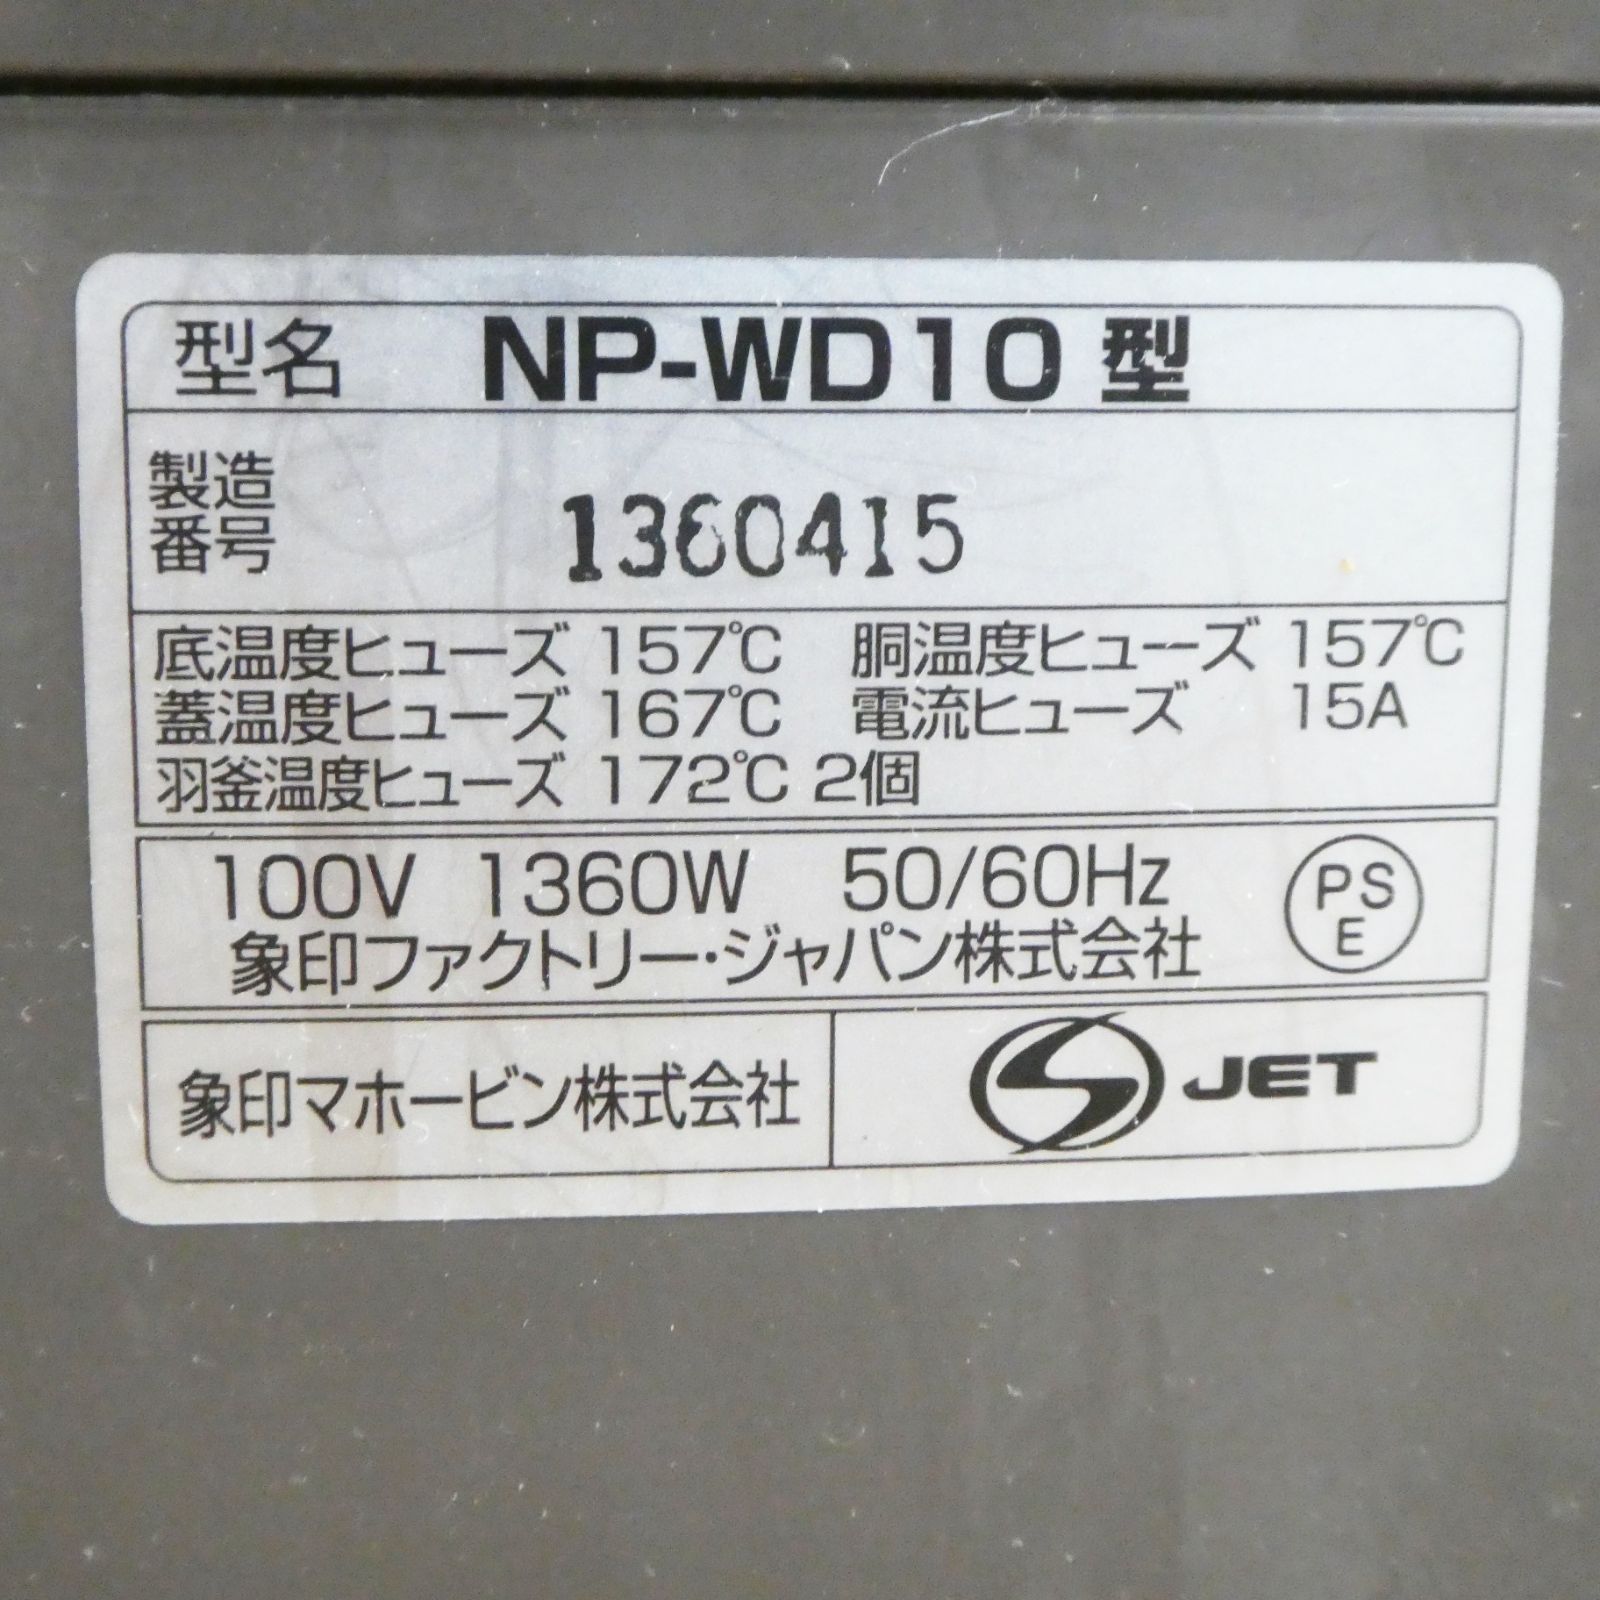 型名 NP-WD10 型
製造
番号
1360415
底温度ヒューズ 157℃ 胴温度ヒューズ 157℃
蓋温度ヒューズ 167℃ 電流ヒューズ 15A
羽釜温度ヒューズ 172℃ 2個
100V 1360W 50/60Hz
象印ファクトリー・ジャパン株式会社
PS
E
象印マホービン株式会社
JET